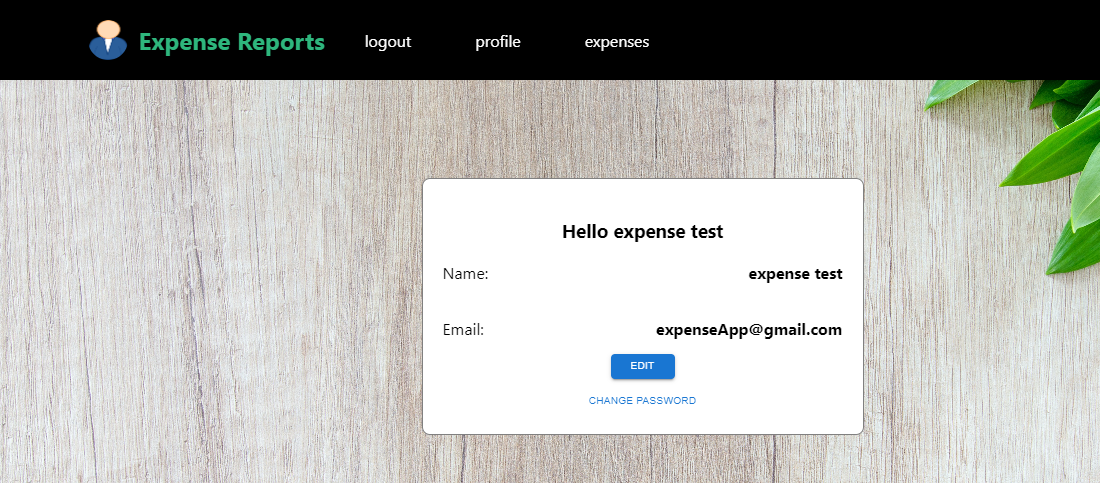 Expense Reports logout profile expenses
Hello expense test
Name: expense test
Email: expenseApp@gmail.com
EDIT
CHANGE PASSWORD